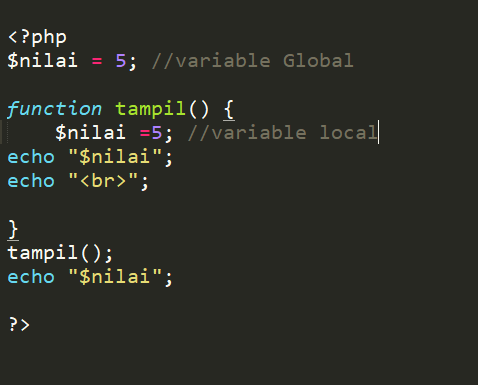 <?php
$nilai = 5; //variable Global
function tampil() {
$nilai =5; //variable local
echo "$nilai";
echo "<br>";
}
tampil();
echo "$nilai";
?>